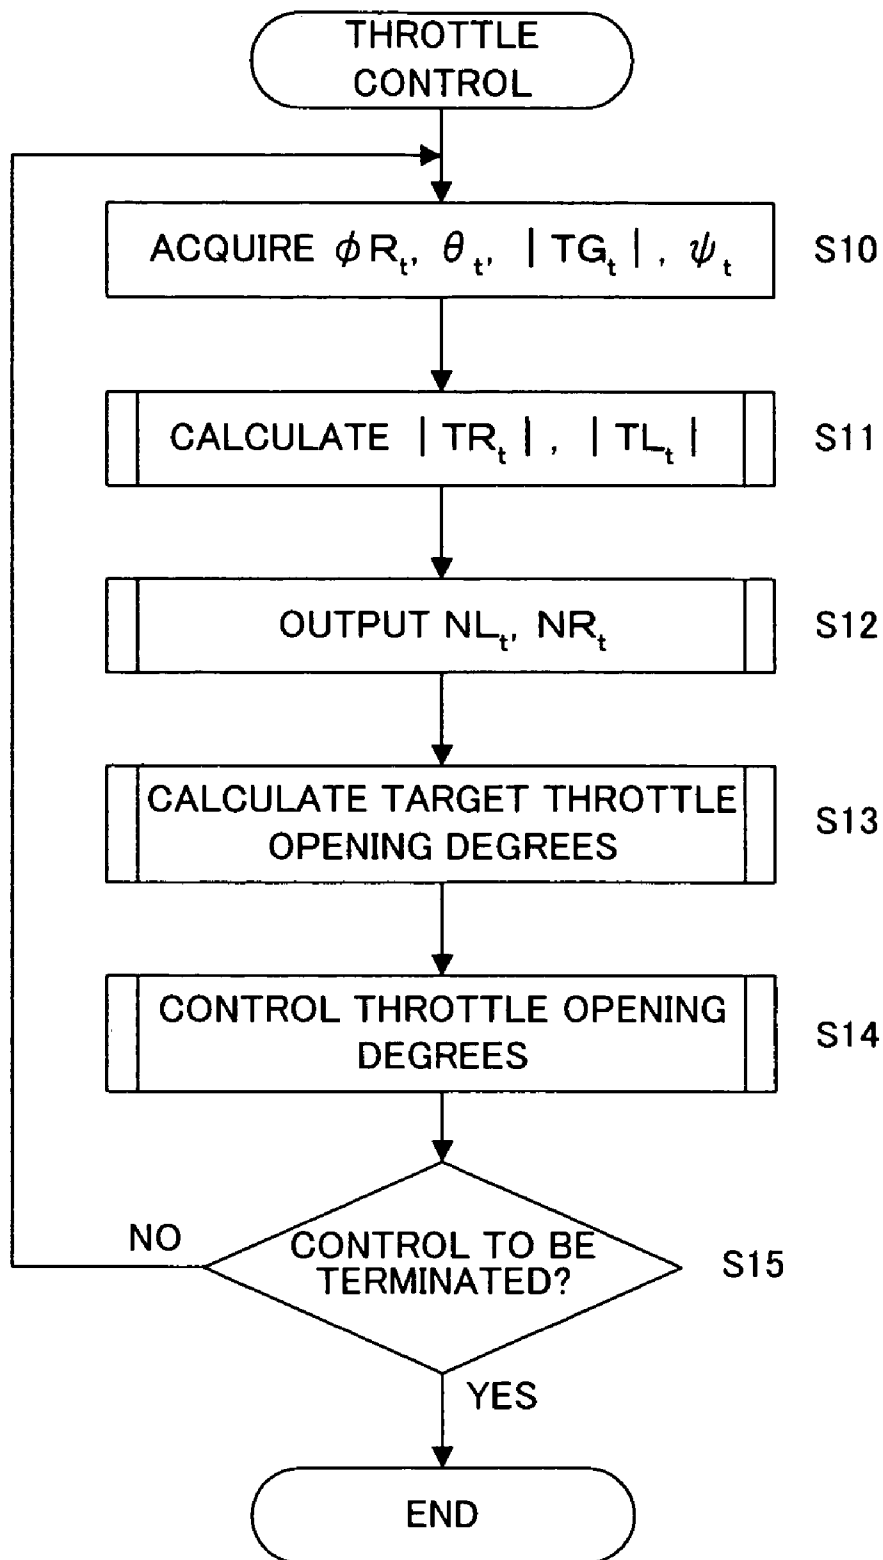 THROTTLE
CONTROL
ACQUIRE ϕR_t, θ_t, |TG_t|, ψ_t
S10
CALCULATE |TR_t|, |TL_t|
S11
OUTPUT NL_t, NR_t
S12
CALCULATE TARGET THROTTLE
OPENING DEGREES
S13
CONTROL THROTTLE OPENING
DEGREES
S14
NO
CONTROL TO BE
TERMINATED?
S15
YES
END